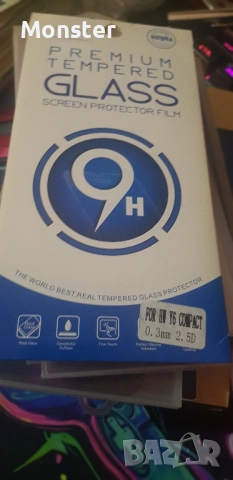 Monster
PREMIUM
TEMPERED
GLASS
SCREEN PROTECTOR FILM
9H
THE WORLD BEST REAL TEMPERED GLASS PROTECTOR
FOR HW Y6 COMPACT
0.3mm 2.5D
BAZAR